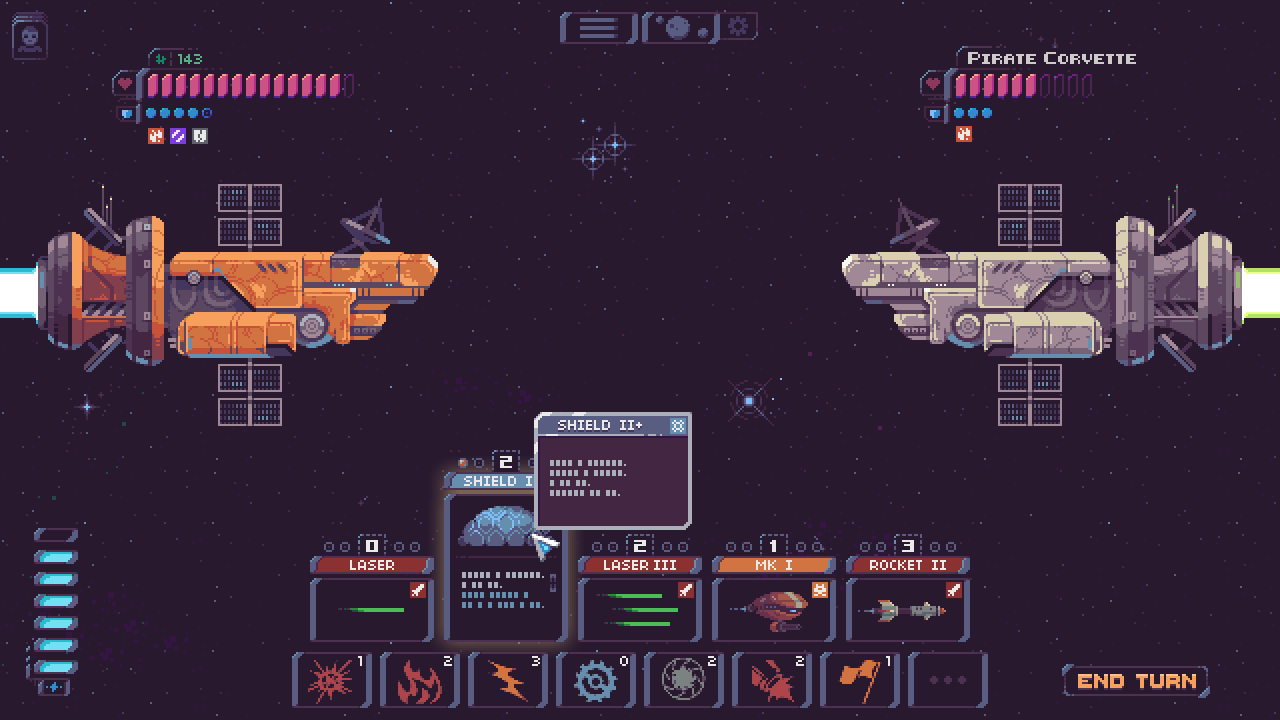 143
PIRATE CORVETTE
SHIELD II+
2
SHIELD I
0
2
1
3
LASER
LASER III
MK I
ROCKET II
1
2
3
0
2
2
1
END TURN